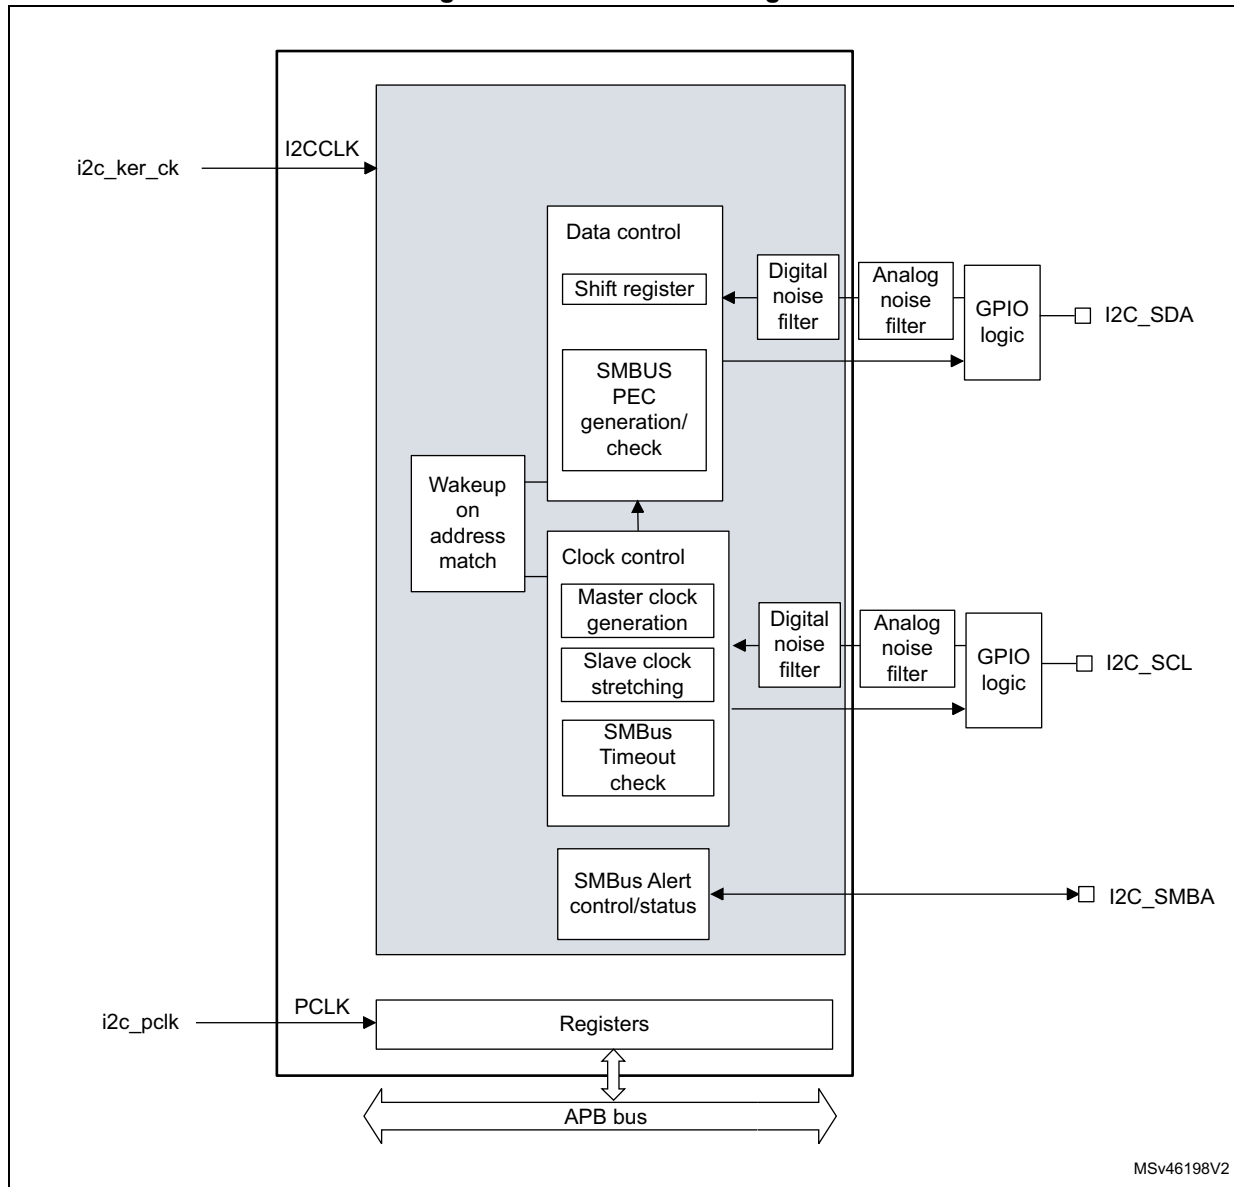 I2CCLK
i2c_ker_ck
Data control
Shift register
SMBUS
PEC
generation/
check
Digital
noise
filter
Analog
noise
filter
GPIO
logic
I2C_SDA
Wakeup
on
address
match
Clock control
Master clock
generation
Slave clock
stretching
SMBus
Timeout
check
Digital
noise
filter
Analog
noise
filter
GPIO
logic
I2C_SCL
SMBus Alert
control/status
I2C_SMBA
PCLK
i2c_pclk
Registers
APB bus
MSv46198V2